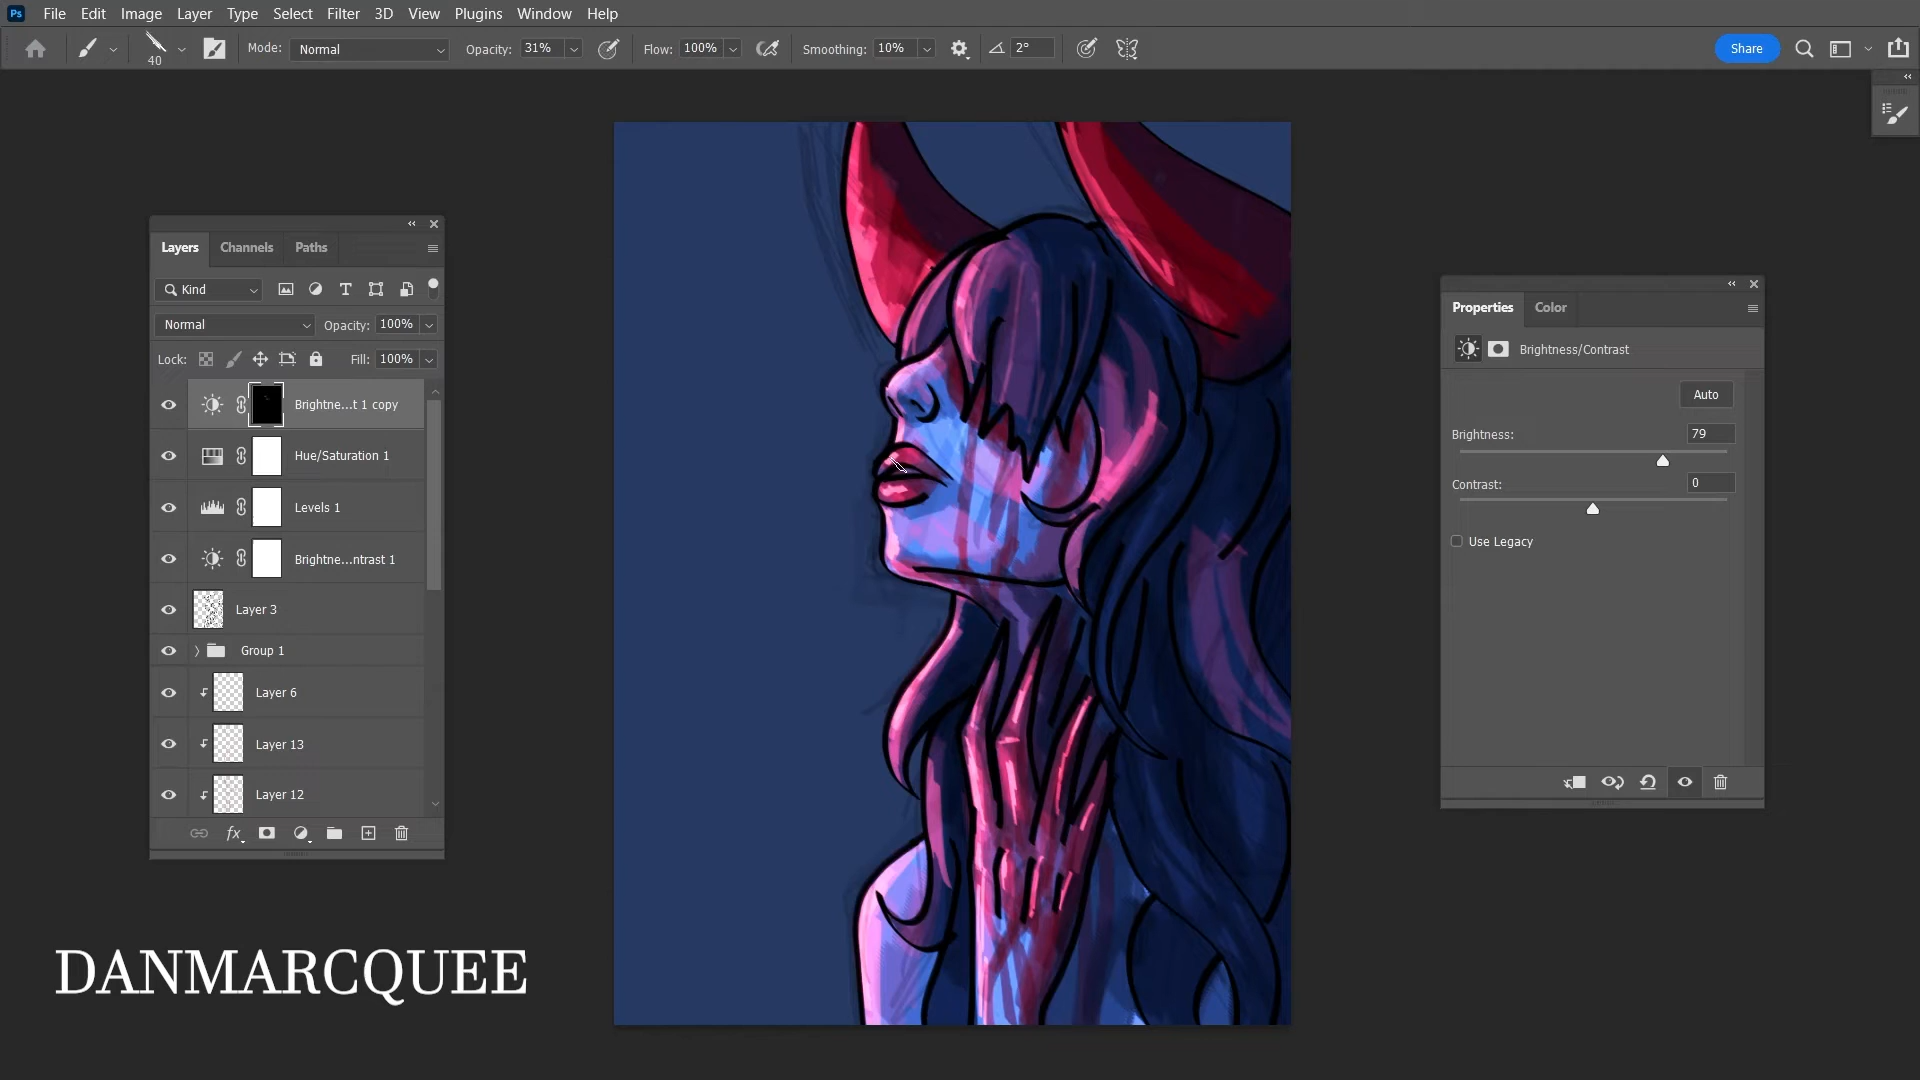 Ps File Edit Image Layer Type Select Filter 3D View Plugins Window Help
40 Mode: Normal Opacity: 31% Flow: 100% Smoothing: 10% 2° Share
Layers Channels Paths
Kind
Normal Opacity: 100%
Lock: Fill: 100%
Brightne...t 1 copy
Hue/Saturation 1
Levels 1
Brightne...ntrast 1
Layer 3
Group 1
Layer 6
Layer 13
Layer 12
fx
Properties Color
Brightness/Contrast
Auto
Brightness: 79
Contrast: 0
Use Legacy
DANMARCQUEE